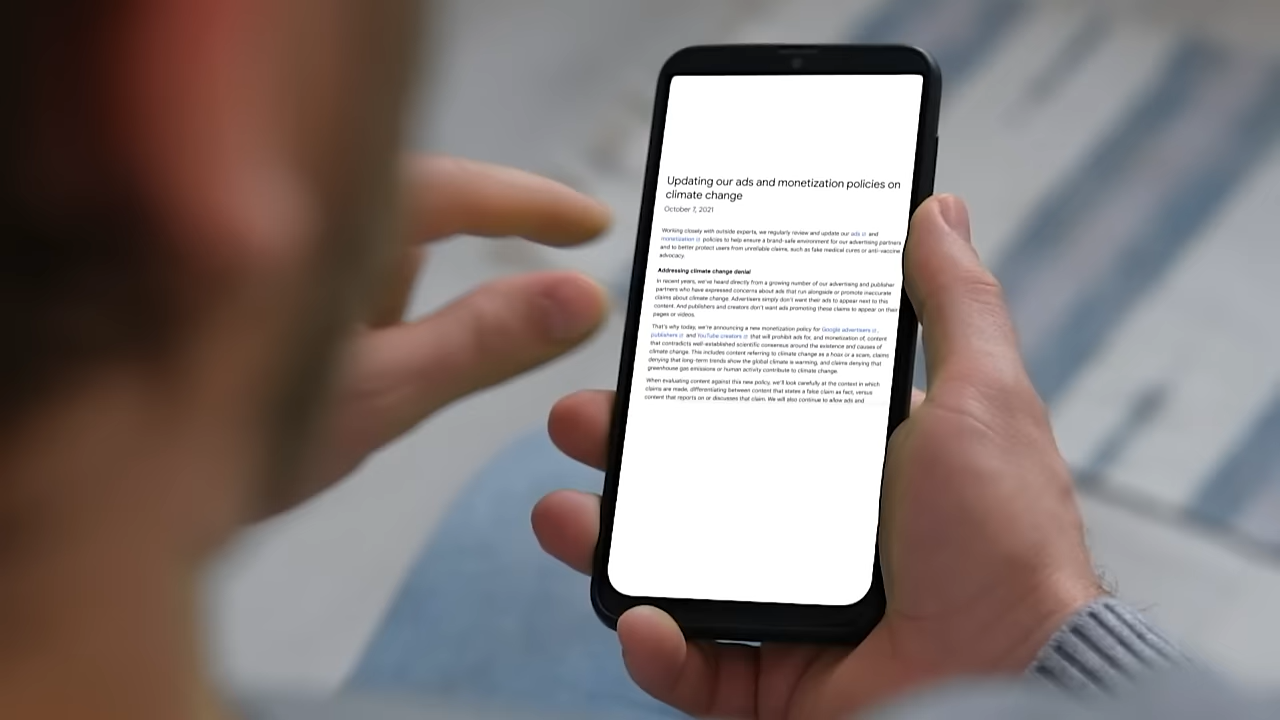 Updating our ads and monetization policies on
climate change
October 7, 2021
Working closely with outside experts, we regularly review and update our ads and
monetization policies to help ensure a brand-safe environment for our advertising partners
and to better protect users from unreliable claims, such as fake medical cures or anti-vaccine
advocacy.
Addressing climate change denial
In recent years, we've heard directly from a growing number of our advertising and publisher
partners who have expressed concerns about ads that run alongside or promote inaccurate
claims about climate change. Advertisers simply don't want their ads to appear next to this
content. And publishers and creators don't want ads promoting these claims to appear on their
pages or videos.
That's why today, we're announcing a new monetization policy for Google advertisers,
publishers and YouTube creators that will prohibit ads for, and monetization of, content
that contradicts well-established scientific consensus around the existence and causes of
climate change. This includes content referring to climate change as a hoax or a scam, claims
denying that long-term trends show the global climate is warming, and claims denying that
greenhouse gas emissions or human activity contribute to climate change.
When evaluating content against this new policy, we'll look carefully at the context in which
claims are made, differentiating between content that states a false claim as fact, versus
content that reports on or discusses that claim. We will also continue to allow ads and